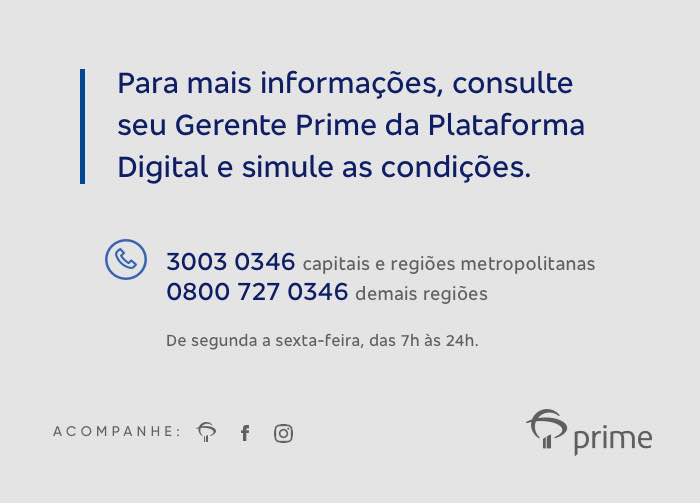 Para mais informações, consulte
seu Gerente Prime da Plataforma
Digital e simule as condições.
3003 0346 capitais e regiões metropolitanas
0800 727 0346 demais regiões
De segunda a sexta-feira, das 7h às 24h.
ACOMPANHE:
prime